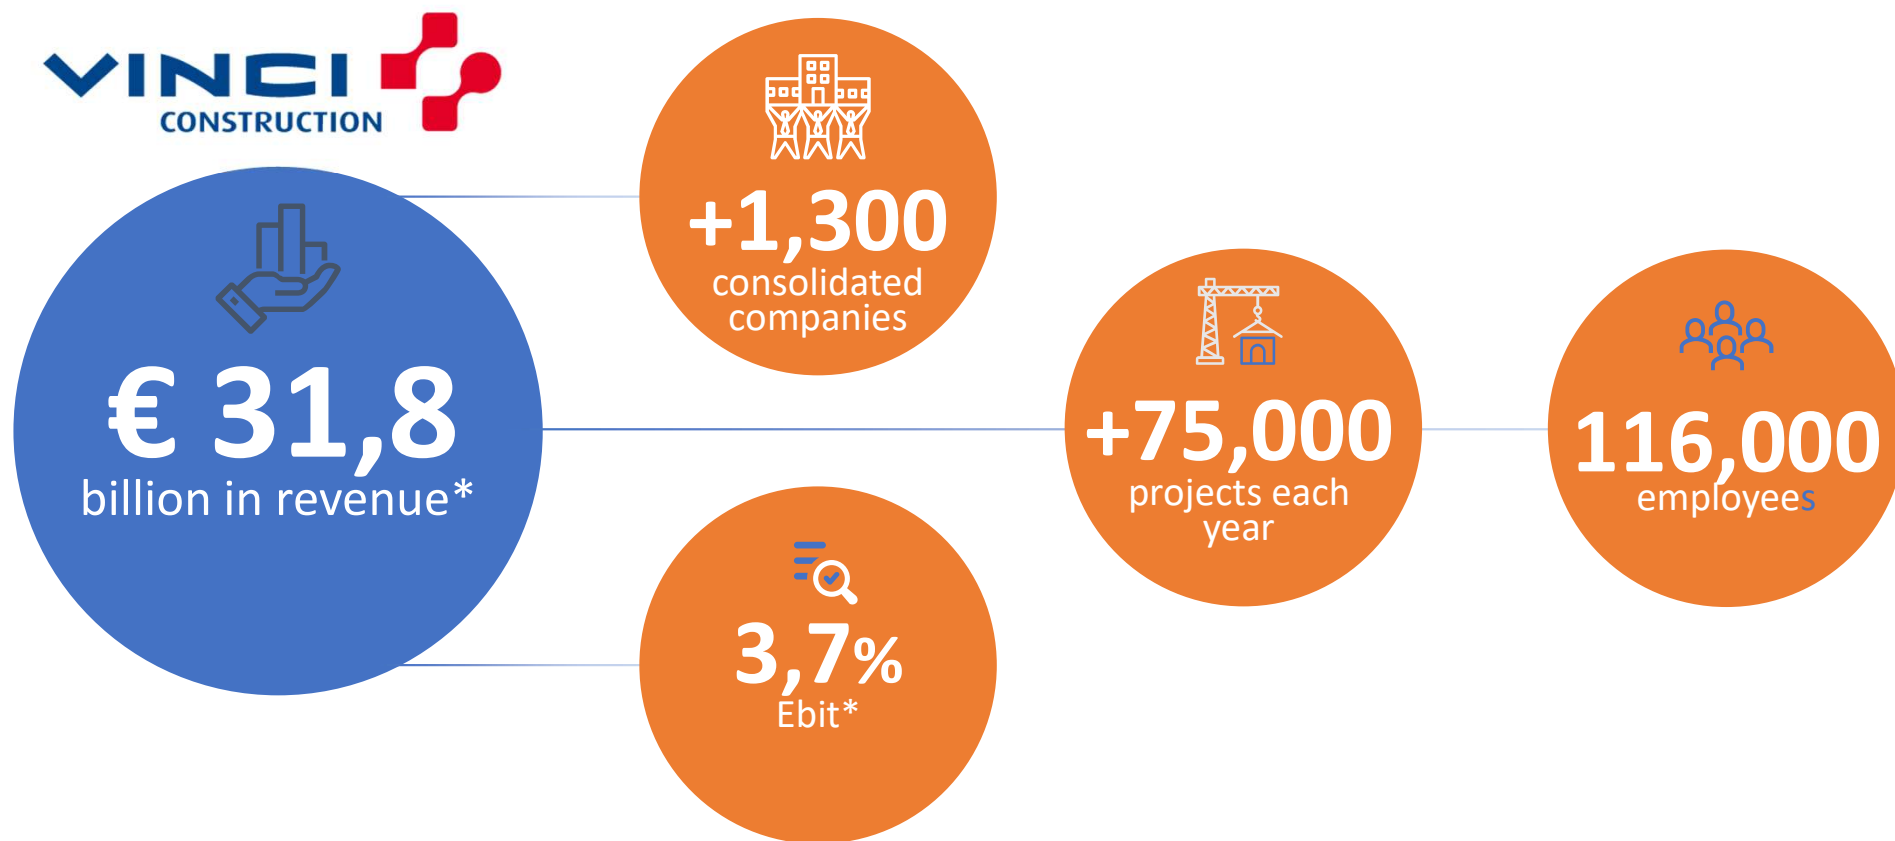 VINCI
CONSTRUCTION
€ 31,8
billion in revenue*
+1,300
consolidated
companies
3,7%
Ebit*
+75,000
projects each
year
116,000
employees